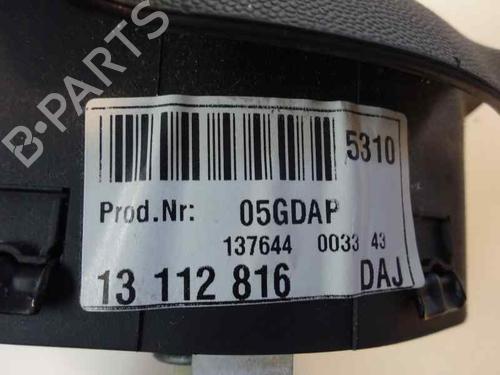 B-PARTS
5310
Prod.Nr: 05GDAP
137644 0033 43
13 112 816 DAJ